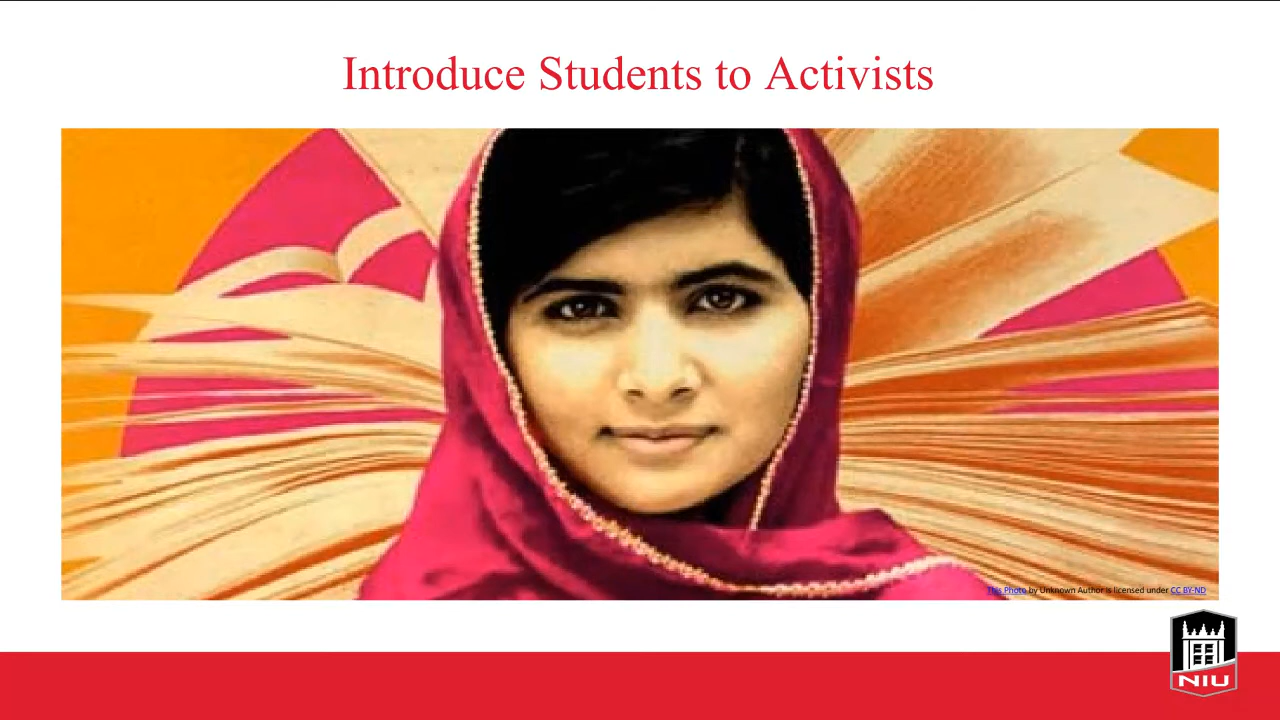 Introduce Students to Activists
This Photo by Unknown Author is licensed under CC BY-ND
NIU